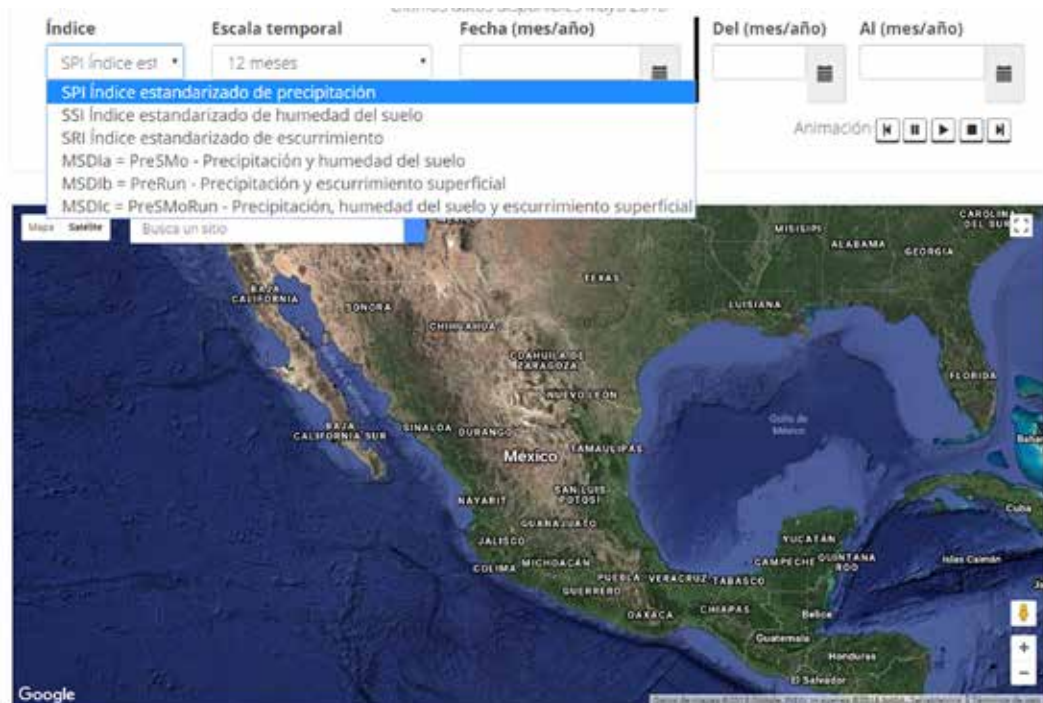 Índice Escala temporal Fecha (mes/año) Del (mes/año) Al (mes/año)
SPI Índice est 12 meses
SPI Índice estandarizado de precipitación
SSI Índice estandarizado de humedad del suelo
SRI Índice estandarizado de escurrimiento
Animación
MSDIa = PreSMo - Precipitación y humedad del suelo
MSDIb = PreRun - Precipitación y escurrimiento superficial
MSDIc = PreSMoRun - Precipitación, humedad del suelo y escurrimiento superficial
Mapa Satélite Busca un sitio
CAROLINA
DEL SUR
MISISIPI
ALABAMA
GEORGIA
TEXAS
BAJA
CALIFORNIA
SONORA
LUISIANA
CHIHUAHUA
COAHUILA DE
ZARAGOZA
FLORIDA
NUEVO LEÓN
Golfo de
México
BAJA
CALIFORNIA SUR
SINALOA
DURANGO
TAMAULIPAS
México
SAN LUIS
POTOSÍ
NAYARIT
Cuba
GUANAJUATO
JALISCO
YUCATÁN
COLIMA
MICHOACÁN
CAMPECHE
QUINTANA
ROO
Islas Caimán
PUEBLA
VERACRUZ
TABASCO
GUERRERO
OAXACA
CHIAPAS
Belice
Guatemala
Honduras
El Salvador
Google